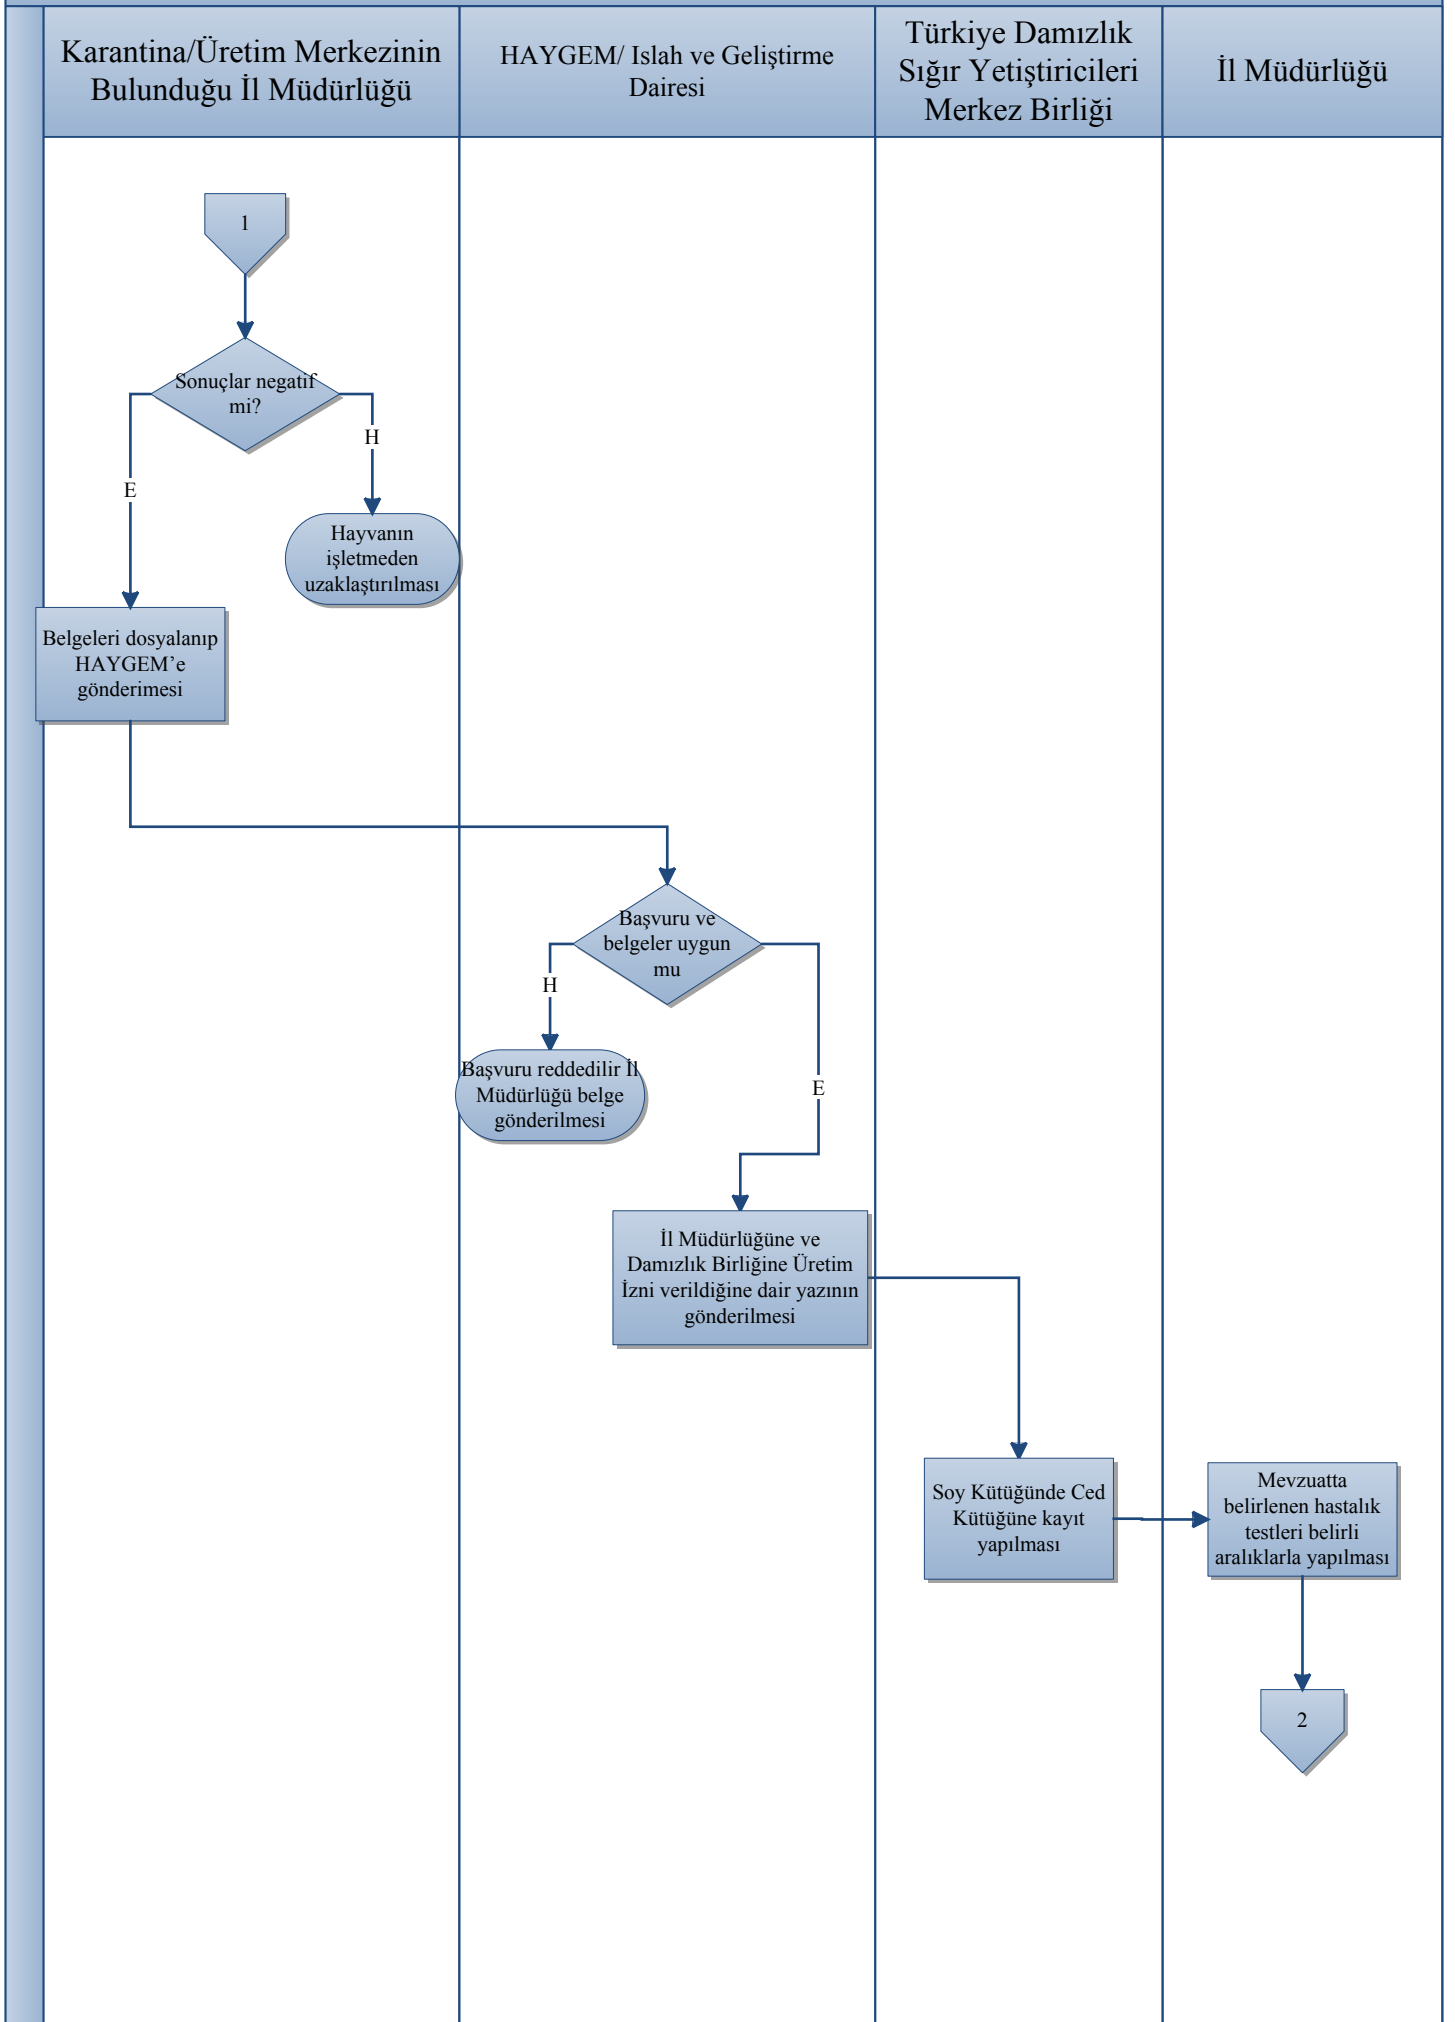 Karantina/Üretim Merkezinin
Bulunduğu İl Müdürlüğü
HAYGEM/ Islah ve Geliştirme
Dairesi
Türkiye Damızlık
Sığır Yetiştiricileri
Merkez Birliği
İl Müdürlüğü
1
Sonuçlar negatif
mi?
H
E
Hayvanın
işletmeden
uzaklaştırılması
Belgeleri dosyalanıp
HAYGEM’e
gönderimesi
Başvuru ve
belgeler uygun
mu
H
E
Başvuru reddedilir İl
Müdürlüğü belge
gönderilmesi
İl Müdürlüğüne ve
Damızlık Birliğine Üretim
İzni verildiğine dair yazının
gönderilmesi
Soy Kütüğünde Ced
Kütüğüne kayıt
yapılması
Mevzuatta
belirlenen hastalık
testleri belirli
aralıklarla yapılması
2